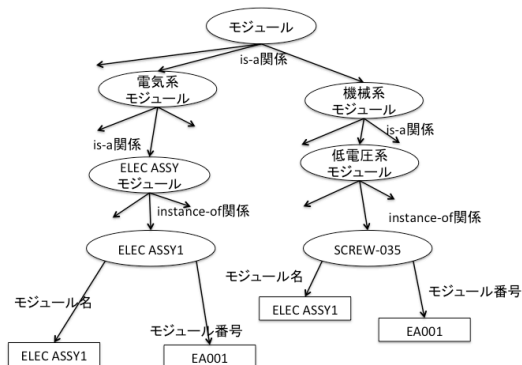 モジュール
is-a関係
電気系
モジュール
機械系
モジュール
is-a関係
is-a関係
ELEC ASSY
モジュール
低電圧系
モジュール
instance-of関係
instance-of関係
ELEC ASSY1
SCREW-035
モジュール名
モジュール名
モジュール番号
ELEC ASSY1
モジュール番号
EA001
ELEC ASSY1
EA001